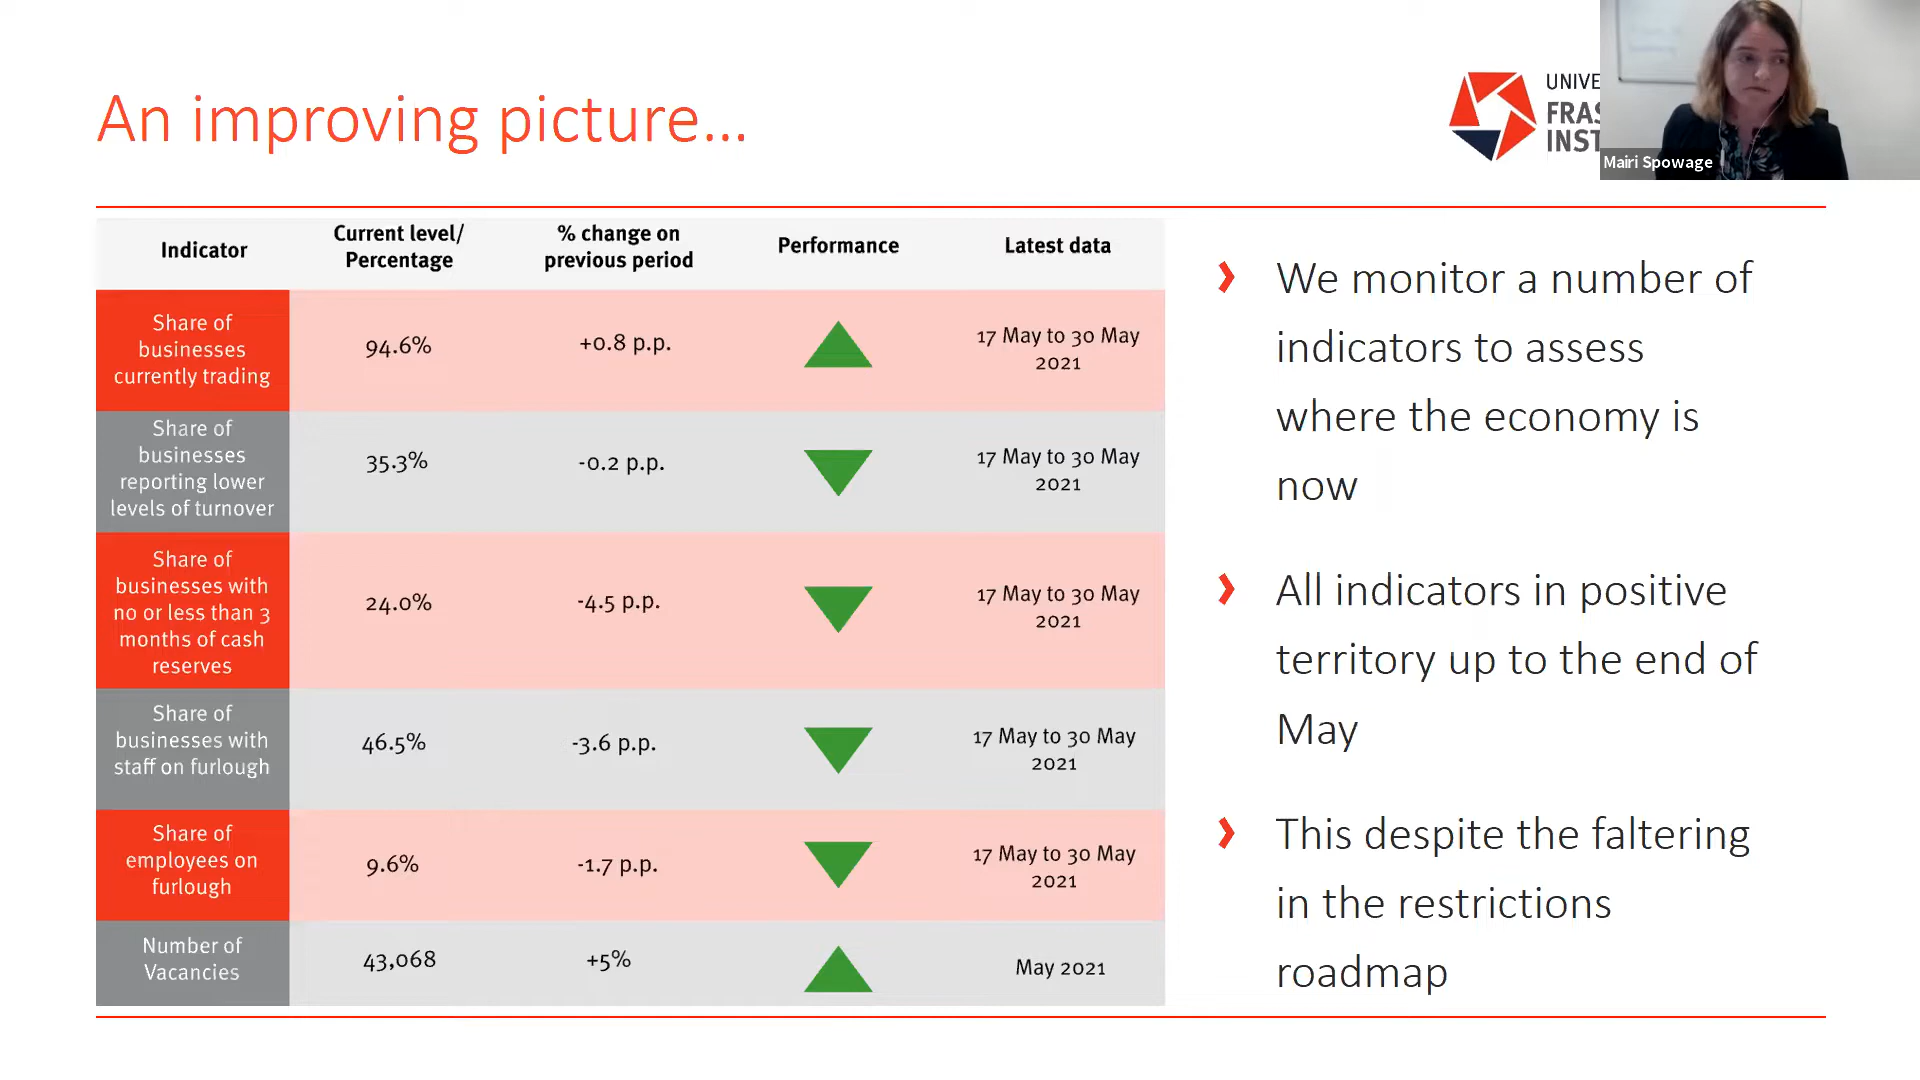 An improving picture...
UNIVE
FRAS
INST
Mairi Spowage
Indicator
Current level/
Percentage
% change on
previous period
Performance
Latest data
Share of
businesses
currently trading
94.6%
+0.8 p.p.
17 May to 30 May
2021
Share of
businesses
reporting lower
levels of turnover
35.3%
-0.2 p.p.
17 May to 30 May
2021
Share of
businesses with
no or less than 3
months of cash
reserves
24.0%
-4.5 p.p.
17 May to 30 May
2021
Share of
businesses with
staff on furlough
46.5%
-3.6 p.p.
17 May to 30 May
2021
Share of
employees on
furlough
9.6%
-1.7 p.p.
17 May to 30 May
2021
Number of
Vacancies
43,068
+5%
May 2021
We monitor a number of
indicators to assess
where the economy is
now
All indicators in positive
territory up to the end of
May
This despite the faltering
in the restrictions
roadmap